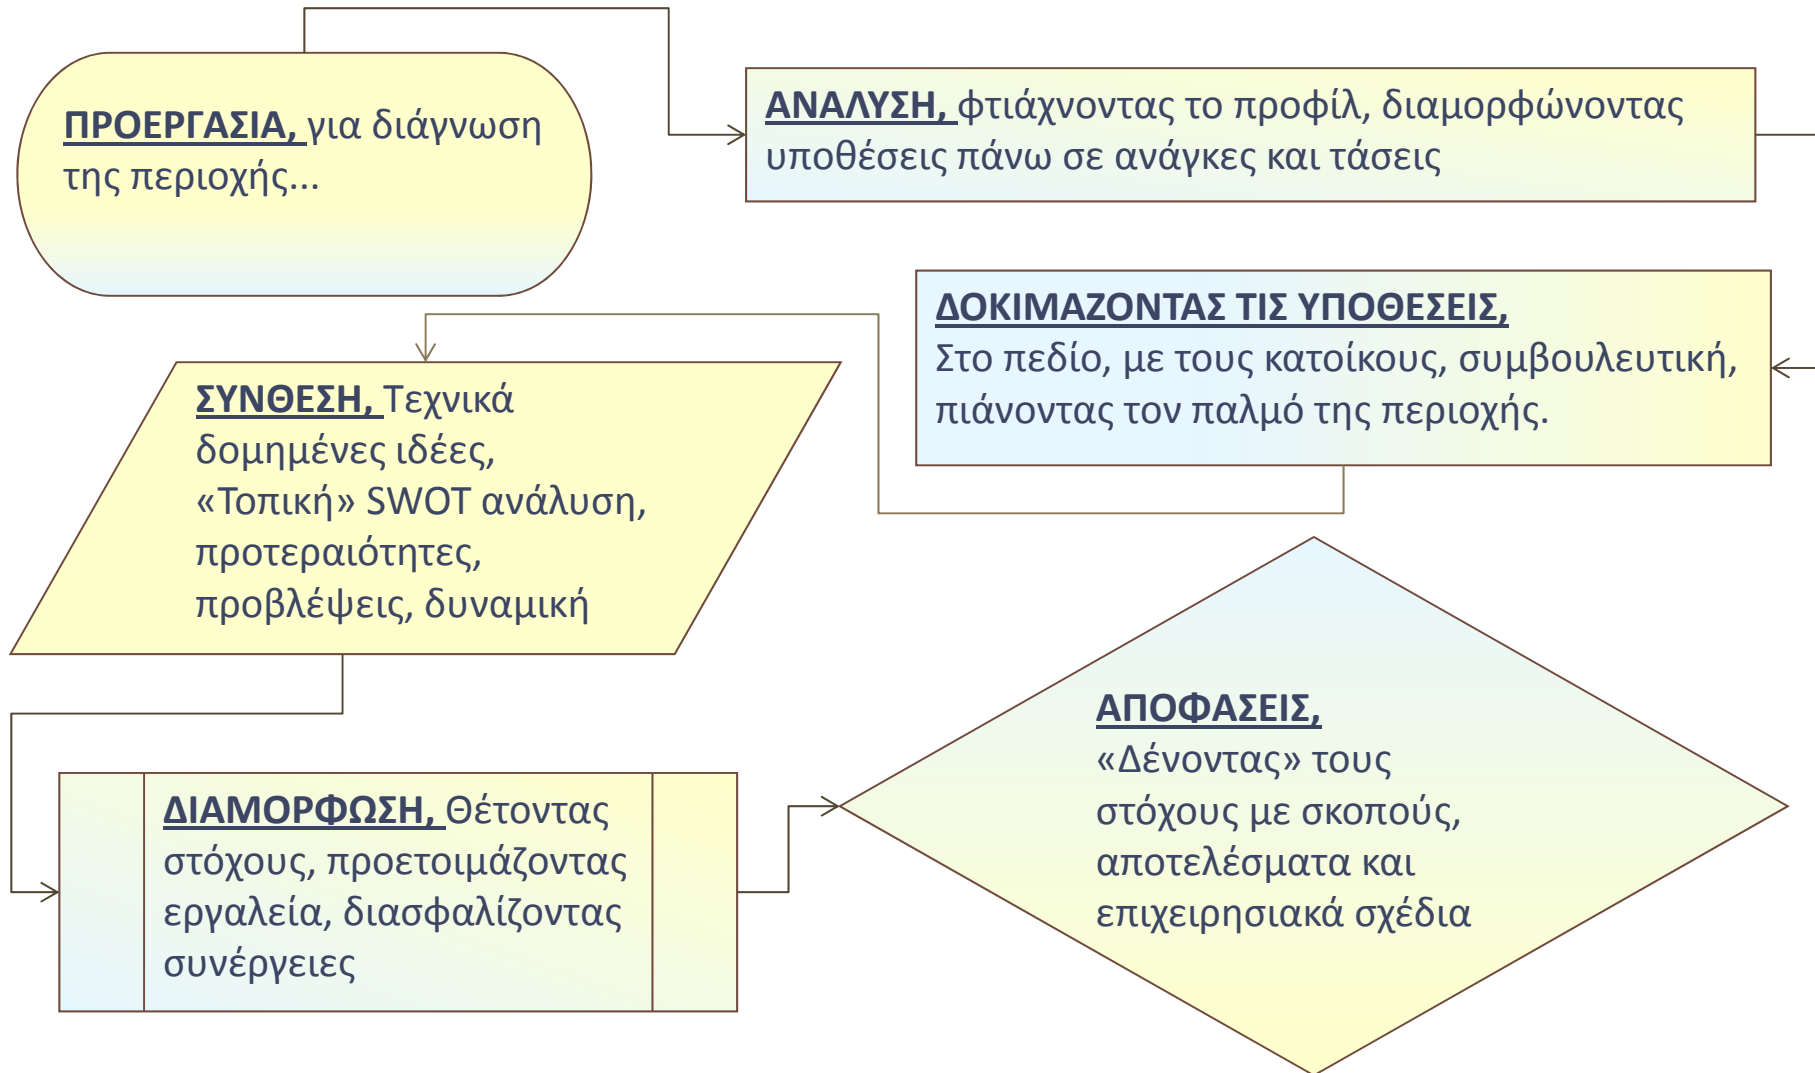 ΠΡΟΕΡΓΑΣΙΑ, για διάγνωση
της περιοχής...
ΑΝΑΛΥΣΗ, φτιάχνοντας το προφίλ, διαμορφώνοντας
υποθέσεις πάνω σε ανάγκες και τάσεις
ΔΟΚΙΜΑΖΟΝΤΑΣ ΤΙΣ ΥΠΟΘΕΣΕΙΣ,
Στο πεδίο, με τους κατοίκους, συμβουλευτική,
πιάνοντας τον παλμό της περιοχής.
ΣΥΝΘΕΣΗ, Τεχνικά
δομημένες ιδέες,
«Τοπική» SWOT ανάλυση,
προτεραιότητες,
προβλέψεις, δυναμική
ΔΙΑΜΟΡΦΩΣΗ, Θέτοντας
στόχους, προετοιμάζοντας
εργαλεία, διασφαλίζοντας
συνέργειες
ΑΠΟΦΑΣΕΙΣ,
«Δένοντας» τους
στόχους με σκοπούς,
αποτελέσματα και
επιχειρησιακά σχέδια